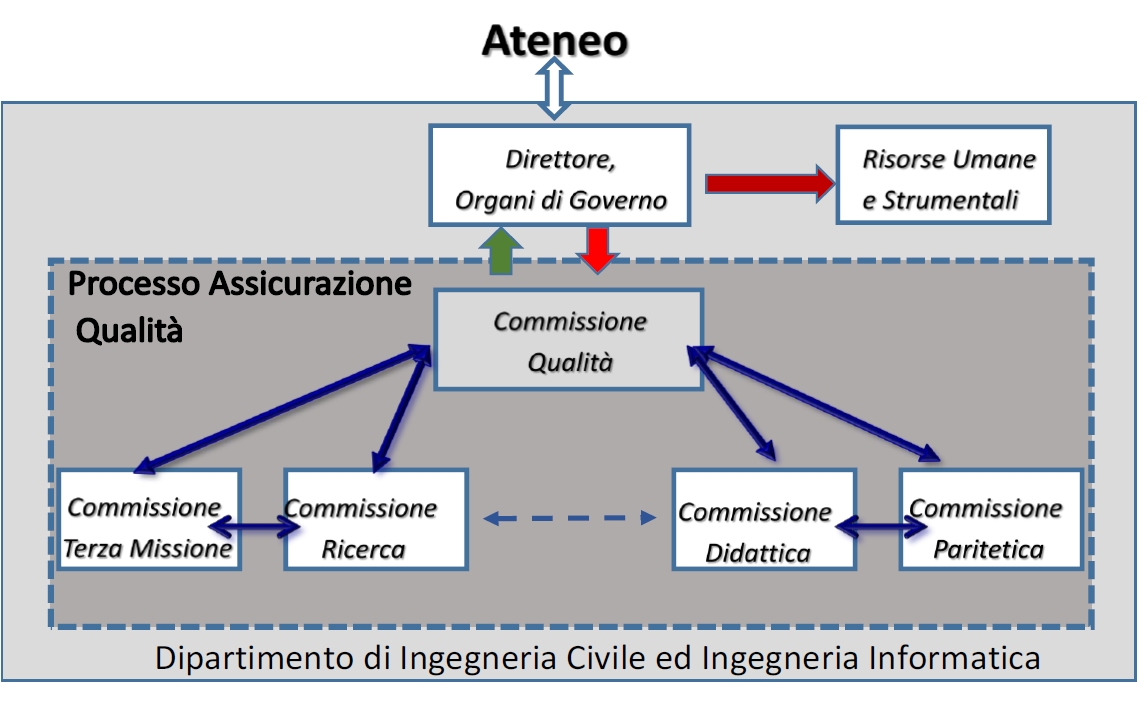 Ateneo
Direttore,
Organi di Governo
Risorse Umane
e Strumentali
Processo Assicurazione
Qualità
Commissione
Qualità
Commissione
Terza Missione
Commissione
Ricerca
Commissione
Didattica
Commissione
Paritetica
Dipartimento di Ingegneria Civile ed Ingegneria Informatica